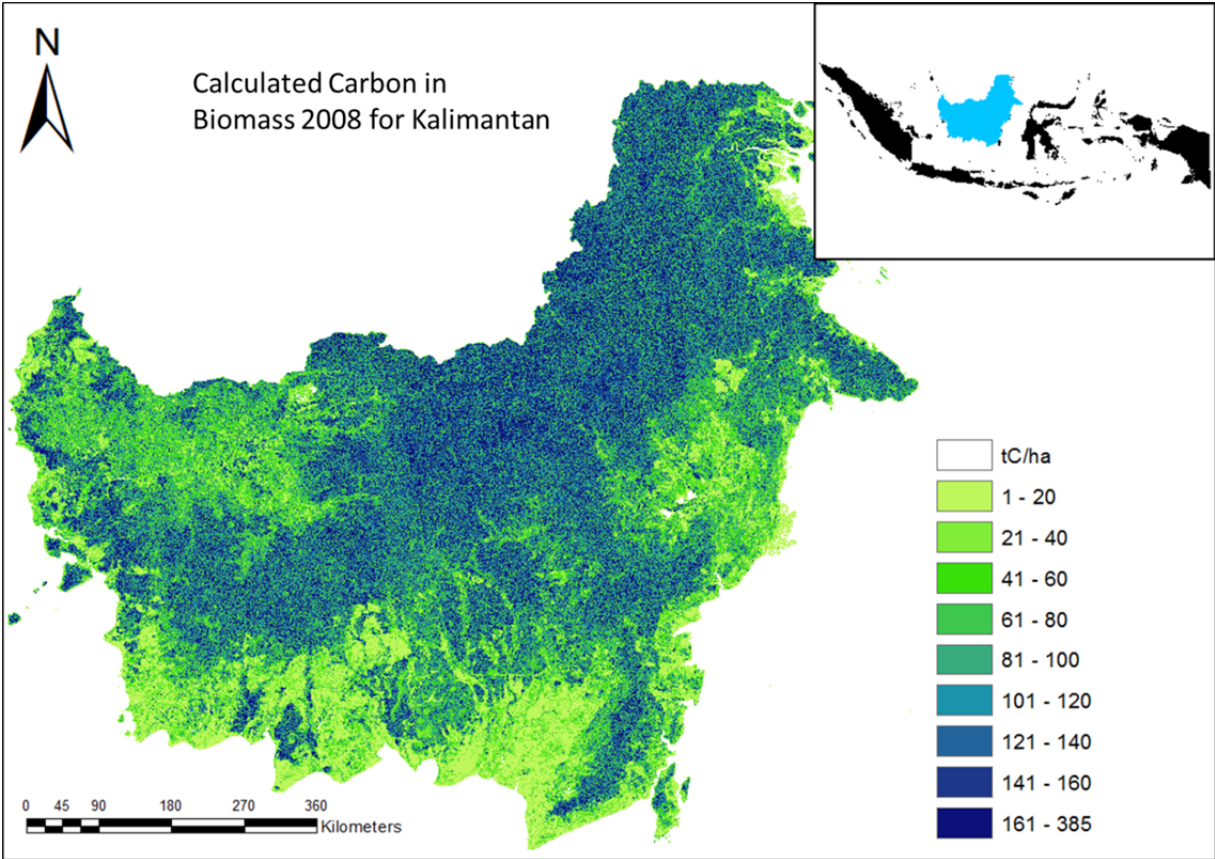 N
Calculated Carbon in
Biomass 2008 for Kalimantan
tC/ha
1 - 20
21 - 40
41 - 60
61 - 80
81 - 100
101 - 120
121 - 140
141 - 160
161 - 385
0 45 90 180 270 360
Kilometers